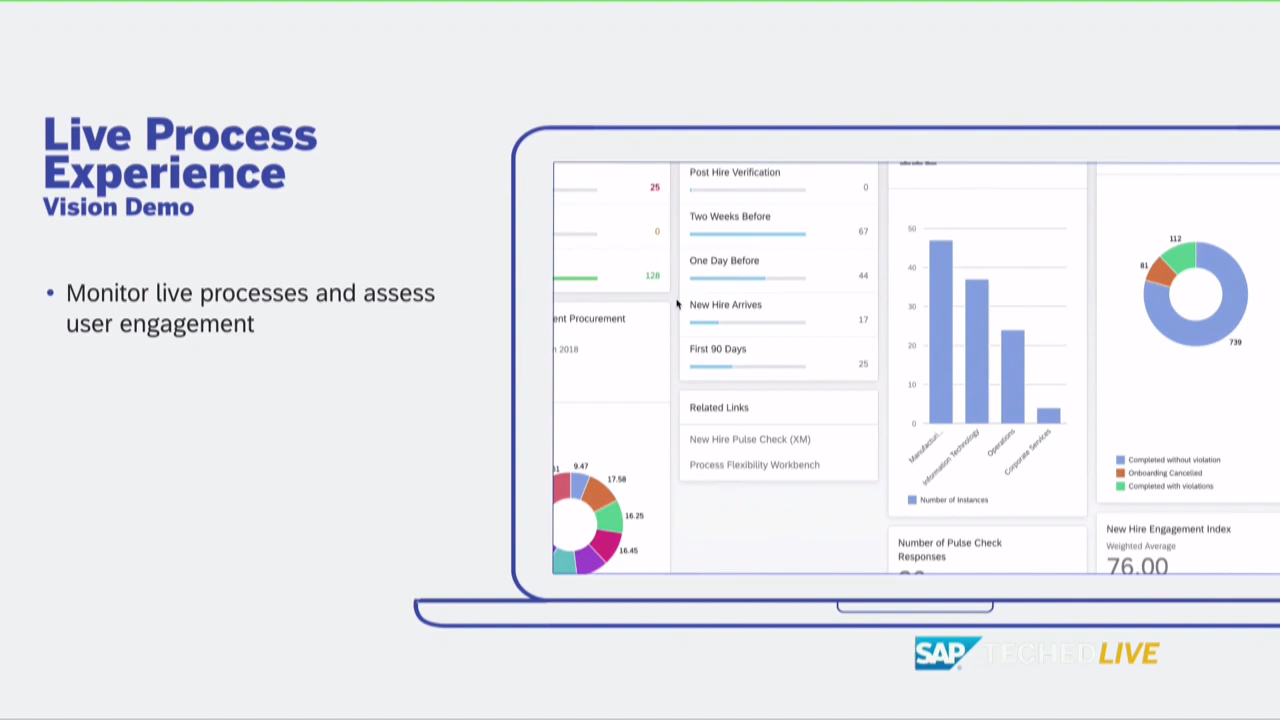 Live Process
Experience
Vision Demo
• Monitor live processes and assess
user engagement
25
0
128
ent Procurement
2018
9.47
17.58
16.25
16.45
Post Hire Verification
0
Two Weeks Before
67
One Day Before
44
New Hire Arrives
17
First 90 Days
25
Related Links
New Hire Pulse Check (XM)
Process Flexibility Workbench
50
40
30
20
10
0
Manufacturi...
Information Technology
Operations
Corporate Services
Number of Instances
Number of Pulse Check
Responses
112
81
739
Completed without violation
Onboarding Cancelled
Completed with violations
New Hire Engagement Index
Weighted Average
76.00
SAP TECHED LIVE